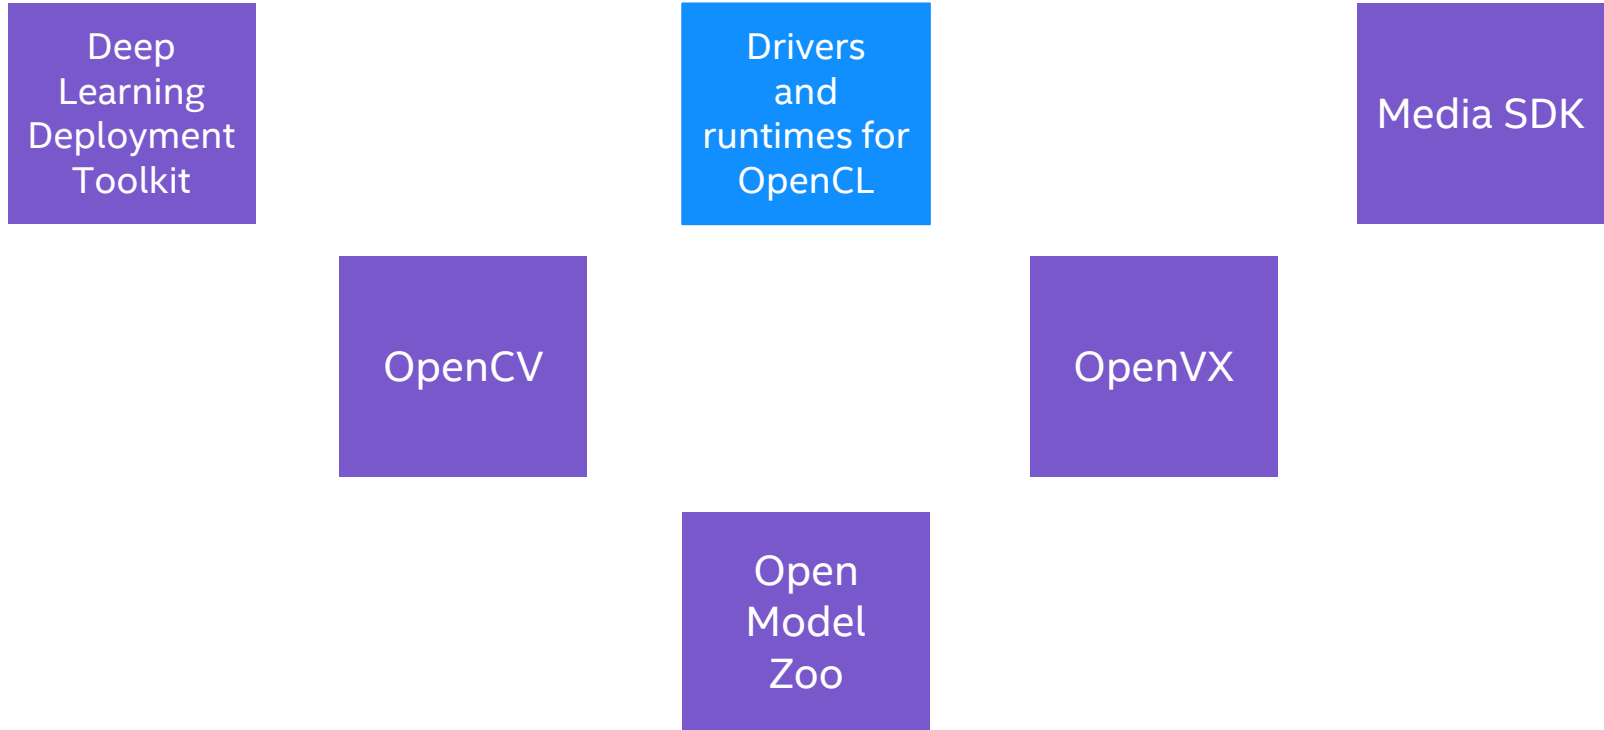 Deep
Learning
Deployment
Toolkit
Drivers
and
runtimes for
OpenCL
Media SDK
OpenCV
OpenVX
Open
Model
Zoo